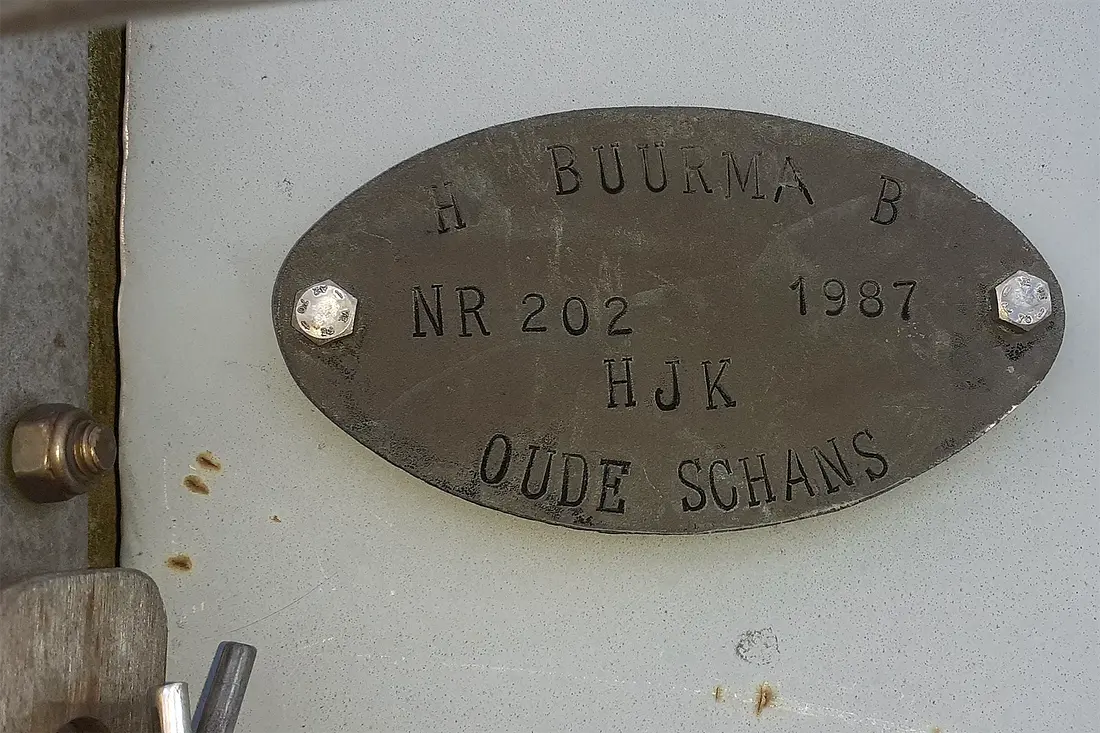 H BUURMA B
NR 202 1987
HJK
OUDE SCHANS